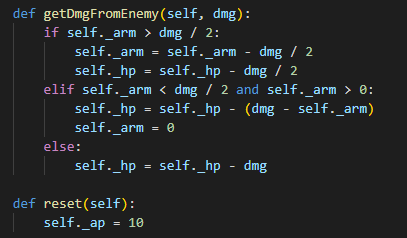 def getDmgFromEnemy(self, dmg):
    if self._arm > dmg / 2:
        self._arm = self._arm - dmg / 2
        self._hp = self._hp - dmg / 2
    elif self._arm < dmg / 2 and self._arm > 0:
        self._hp = self._hp - (dmg - self._arm)
        self._arm = 0
    else:
        self._hp = self._hp - dmg

def reset(self):
    self._ap = 10